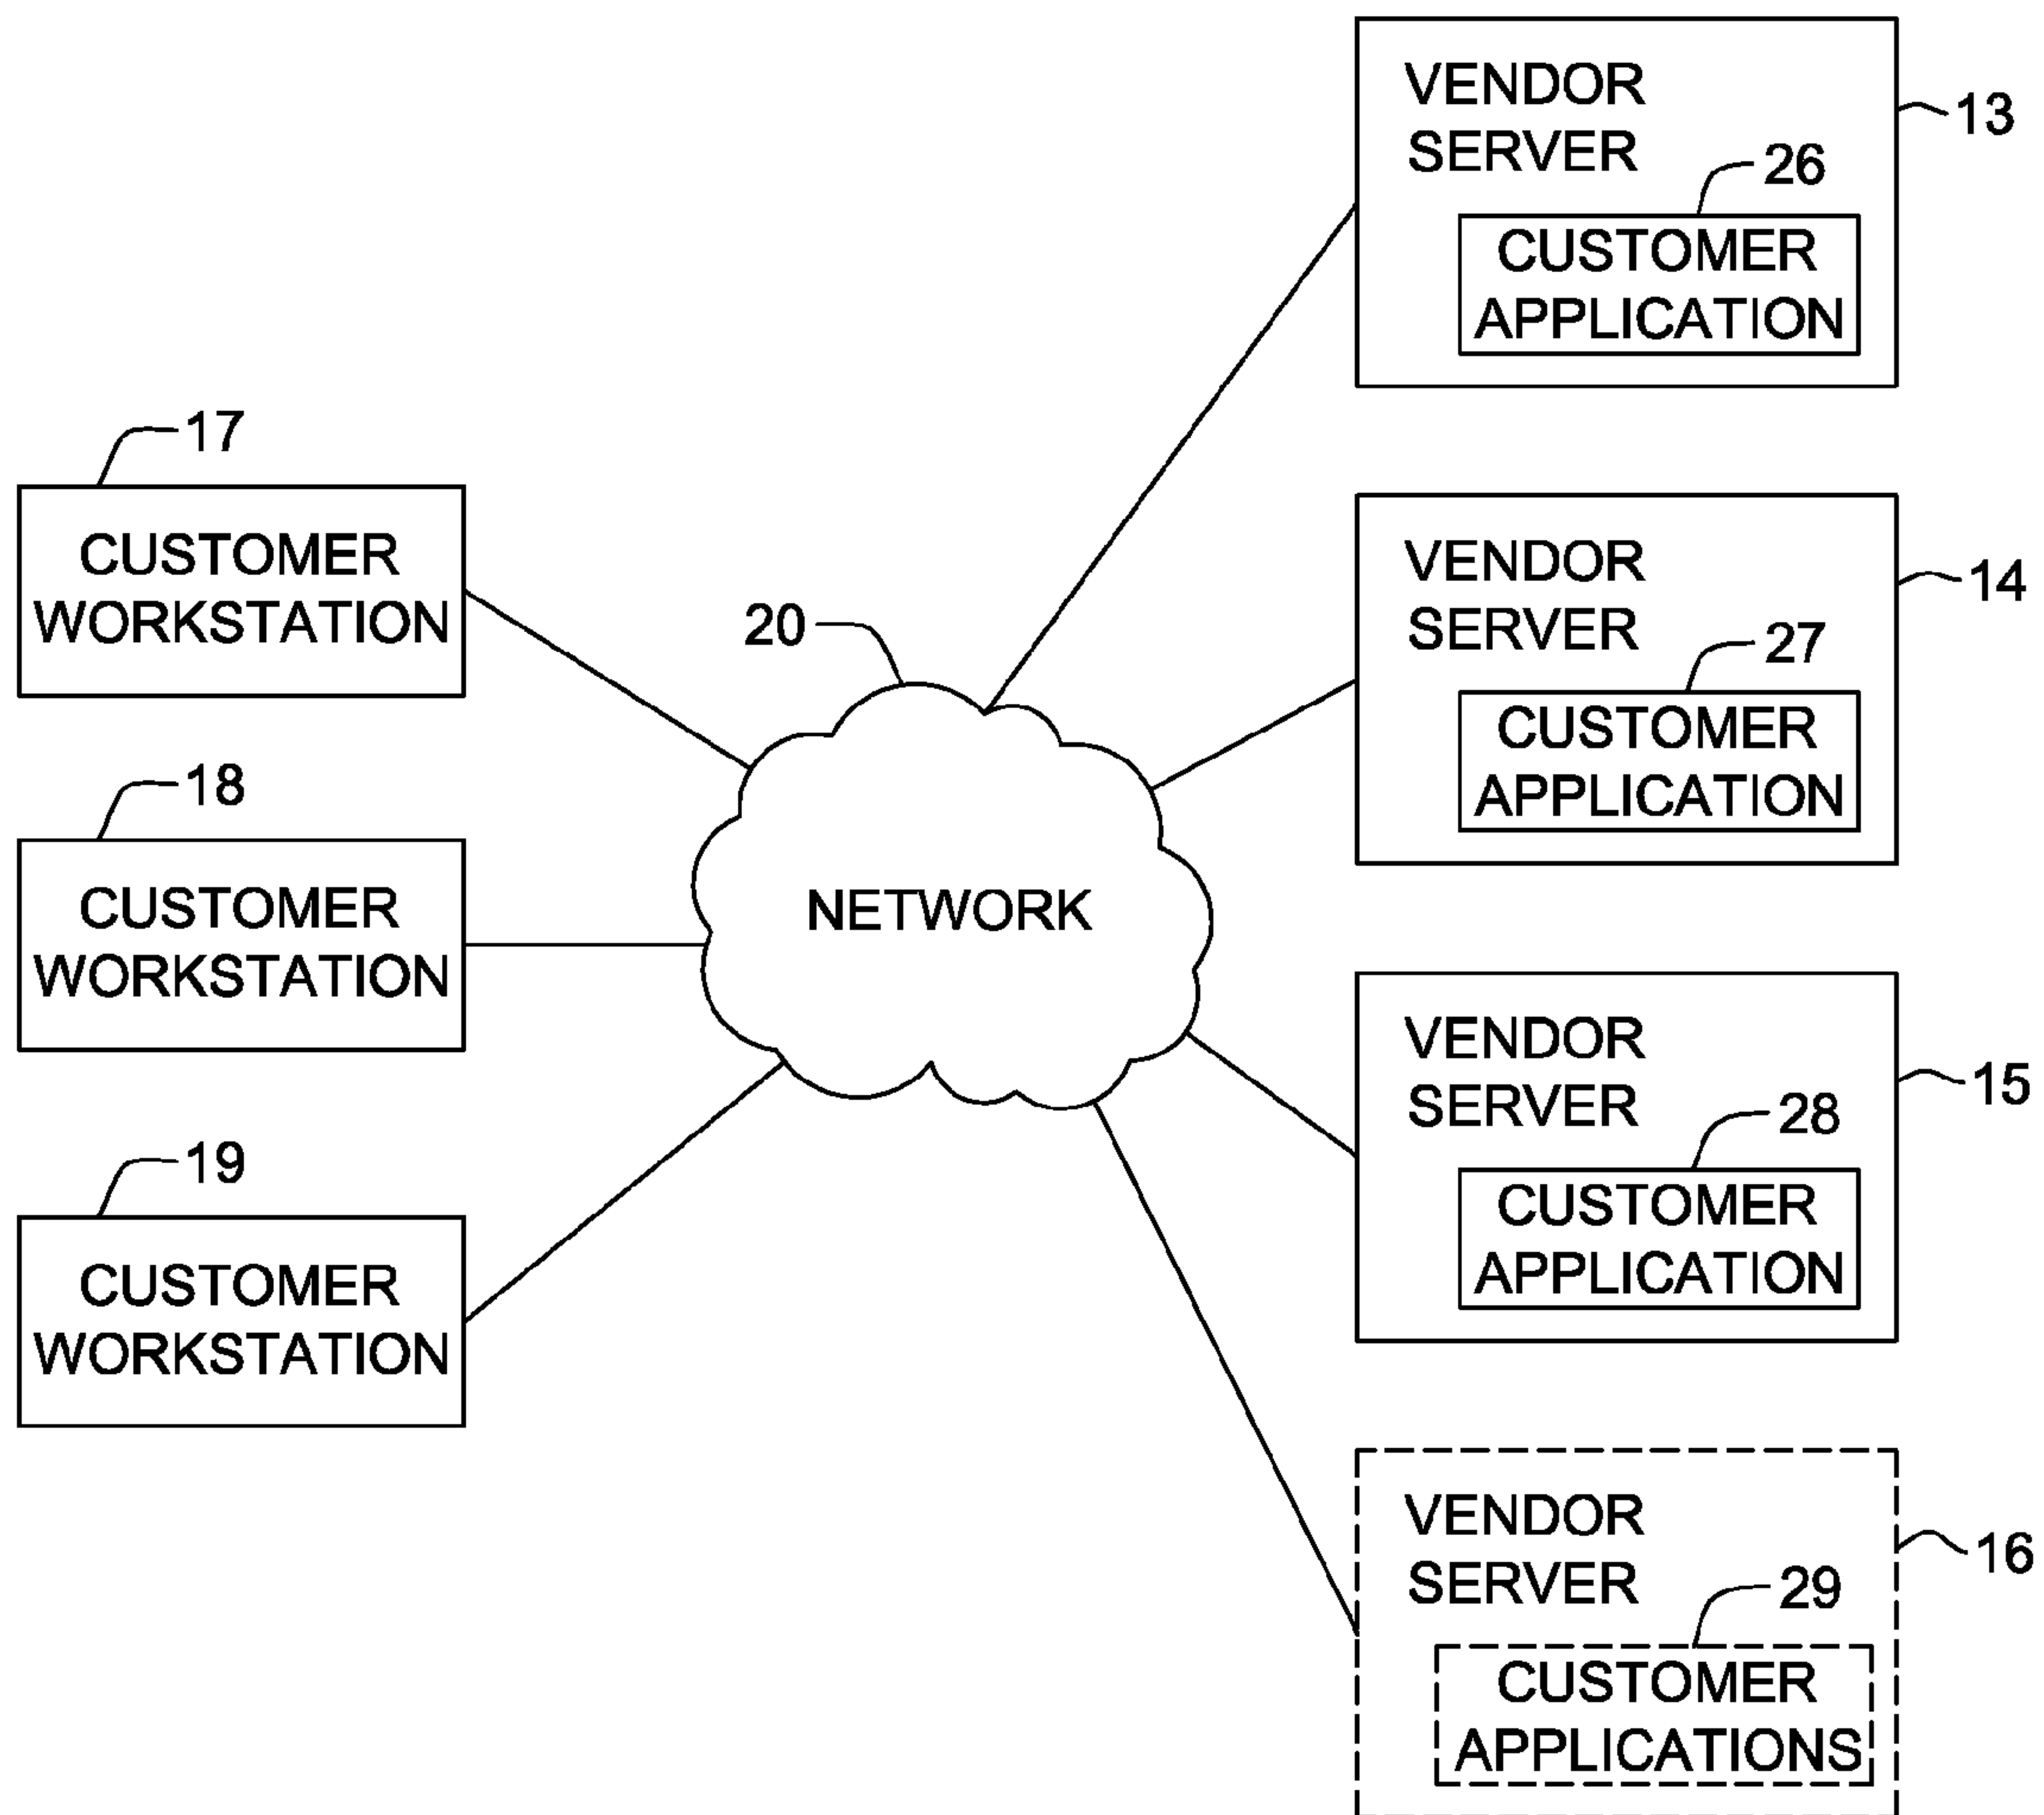 VENDOR
SERVER
13
26
CUSTOMER
APPLICATION
17
CUSTOMER
WORKSTATION
VENDOR
SERVER
14
27
CUSTOMER
APPLICATION
20
NETWORK
18
CUSTOMER
WORKSTATION
VENDOR
SERVER
15
28
CUSTOMER
APPLICATION
19
CUSTOMER
WORKSTATION
VENDOR
SERVER
16
29
CUSTOMER
APPLICATIONS